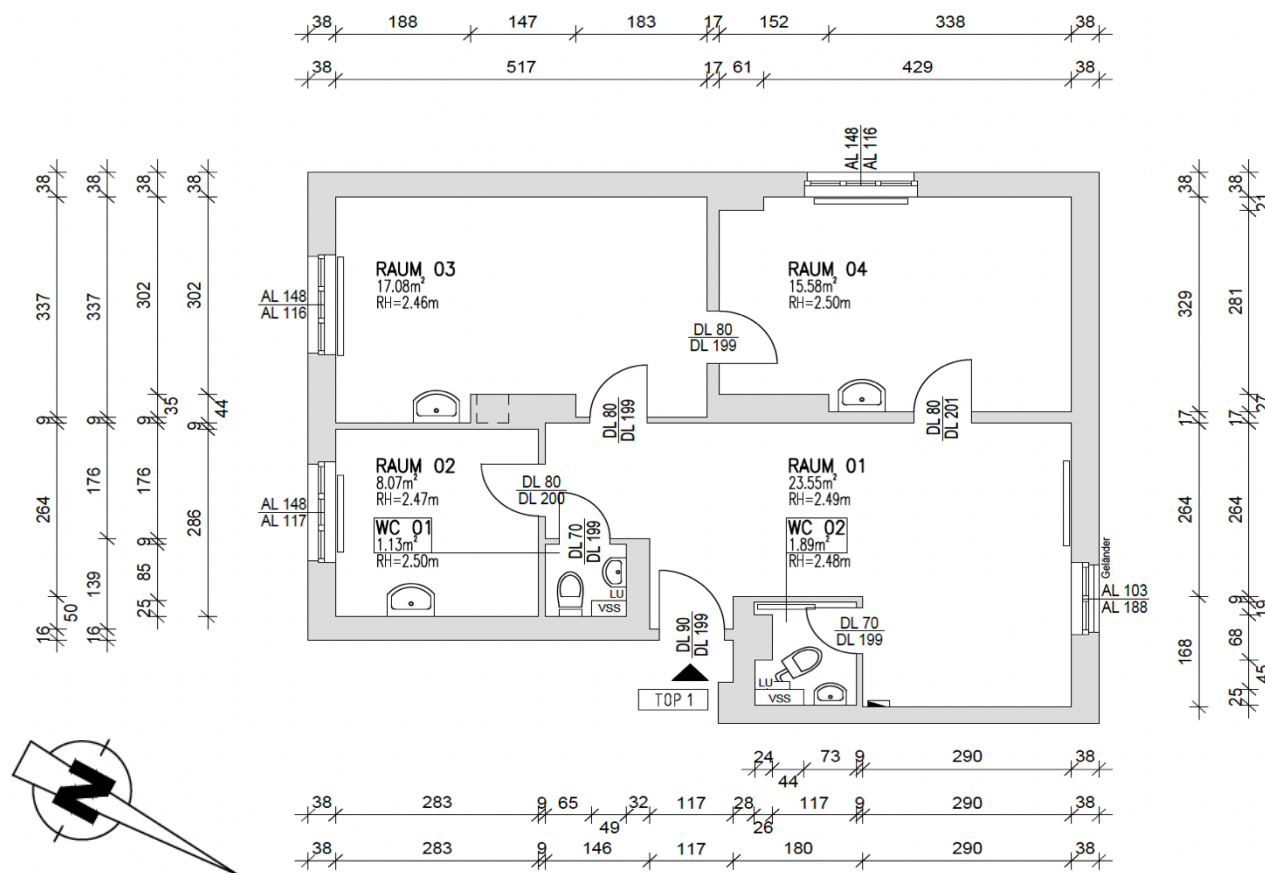 38 188 147 183 17 152 338 38
38 517 17 61 429 38
AL 148
AL 116
38 337 9 264 50 16
38 337 9 176 139 16
38 302 35 9 176 9 85 25
38 302 44 9 286
38 329 17 264 168
38 21 281 27 17 264 9 19 68 45 25
RAUM 03
17.08m²
RH=2.46m
RAUM 04
15.58m²
RH=2.50m
AL 148
AL 116
DL 80
DL 199
DL 80
DL 199
DL 80
DL 201
RAUM 02
8.07m²
RH=2.47m
RAUM 01
23.55m²
RH=2.49m
DL 80
DL 200
AL 148
AL 117
WC 01
1.13m²
RH=2.50m
DL 70
DL 199
WC 02
1.89m²
RH=2.48m
Geländer
AL 103
AL 188
LU
VSS
DL 90
DL 199
DL 70
DL 199
LU
VSS
TOP 1
N
24 44 73 9 290 38
38 283 9 65 49 32 117 28 26 117 9 290 38
38 283 9 146 117 180 290 38